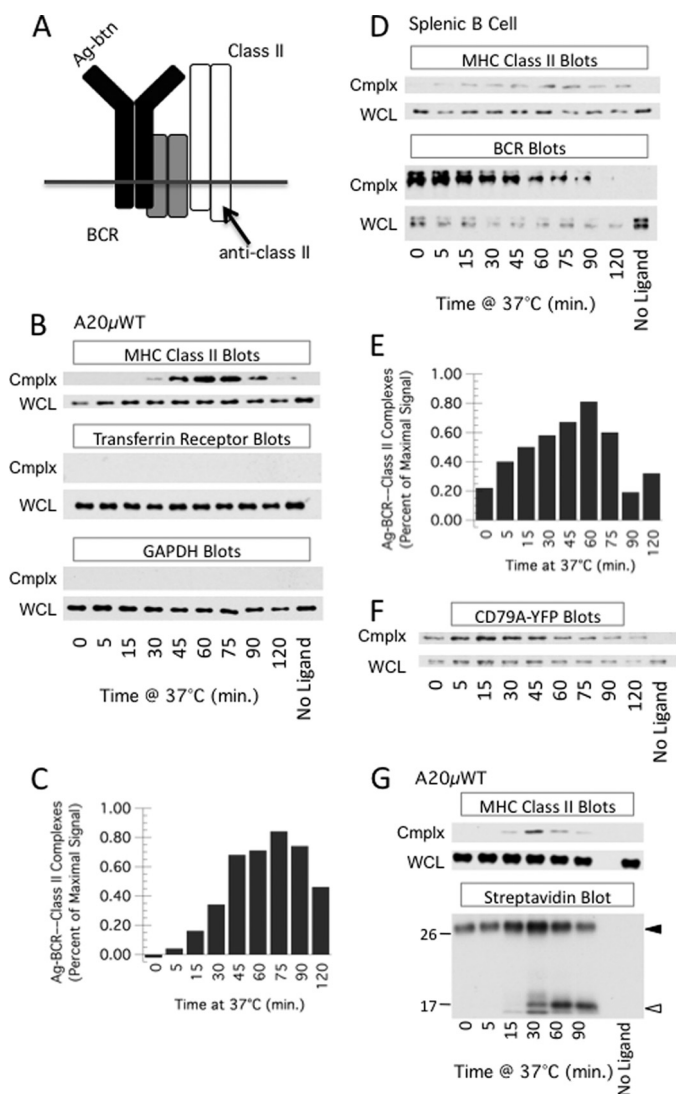 A
Ag-btn
Class II
BCR
anti-class II
B
A20µWT
MHC Class II Blots
Cmplx
WCL
Transferrin Receptor Blots
Cmplx
WCL
GAPDH Blots
Cmplx
WCL
0 5 15 30 45 60 75 90 120 No Ligand
Time @ 37°C (min.)
C
Ag-BCR---Class II Complexes
(Percent of Maximal Signal)
1.00
0.80
0.60
0.40
0.20
0.00
0 5 15 30 45 60 75 90 120
Time at 37°C (min.)
D
Splenic B Cell
MHC Class II Blots
Cmplx
WCL
BCR Blots
Cmplx
WCL
0 5 15 30 45 60 75 90 120 No Ligand
Time @ 37°C (min.)
E
Ag-BCR---Class II Complexes
(Percent of Maximal Signal)
1.00
0.80
0.60
0.40
0.20
0.00
0 5 15 30 45 60 75 90 120
Time at 37°C (min.)
F
CD79A-YFP Blots
Cmplx
WCL
0 5 15 30 45 60 75 90 120 No Ligand
G
A20µWT
MHC Class II Blots
Cmplx
WCL
Streptavidin Blot
26
17
0 5 15 30 60 90 No Ligand
Time @ 37°C (min.)